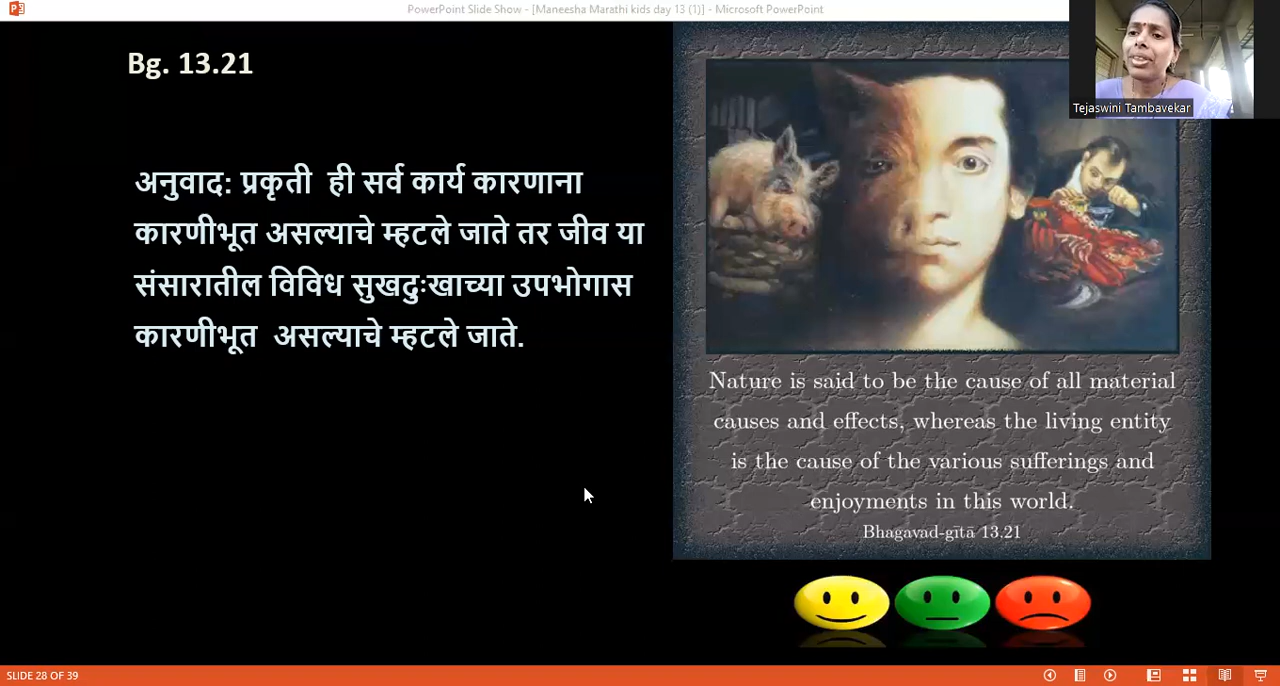 PowerPoint Slide Show - [Maneesha Marathi kids day 13 (1)] - Microsoft PowerPoint
Tejaswini Tambavekar
Bg. 13.21
अनुवाद: प्रकृती ही सर्व कार्य कारणाना
कारणीभूत असल्याचे म्हटले जाते तर जीव या
संसारातील विविध सुखदुःखाच्या उपभोगास
कारणीभूत असल्याचे म्हटले जाते.
Nature is said to be the cause of all material
causes and effects, whereas the living entity
is the cause of the various sufferings and
enjoyments in this world.
Bhagavad-gītā 13.21
SLIDE 28 OF 39